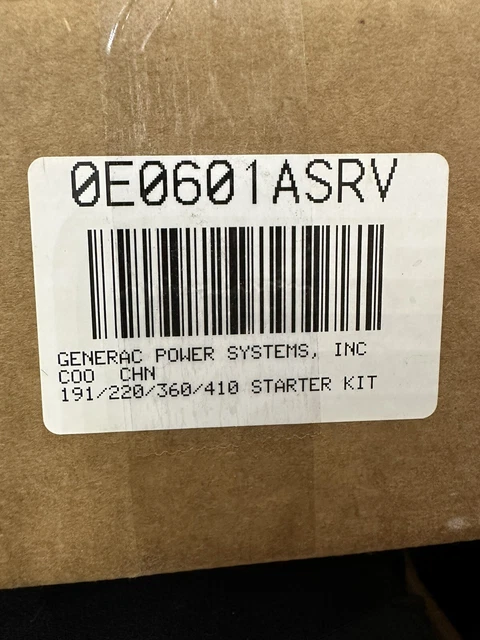 0E0601ASRV
GENERAC POWER SYSTEMS, INC
COO  CHN
191/220/360/410 STARTER KIT